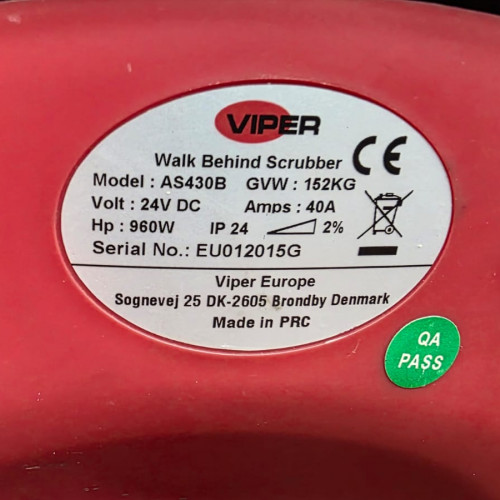 VIPER
Walk Behind Scrubber
CE
Model : AS430B GVW : 152KG
Volt : 24V DC Amps : 40A
Hp : 960W IP 24 2%
Serial No.: EU012015G
Viper Europe
Sognevej 25 DK-2605 Brondby Denmark
Made in PRC
QA
PASS